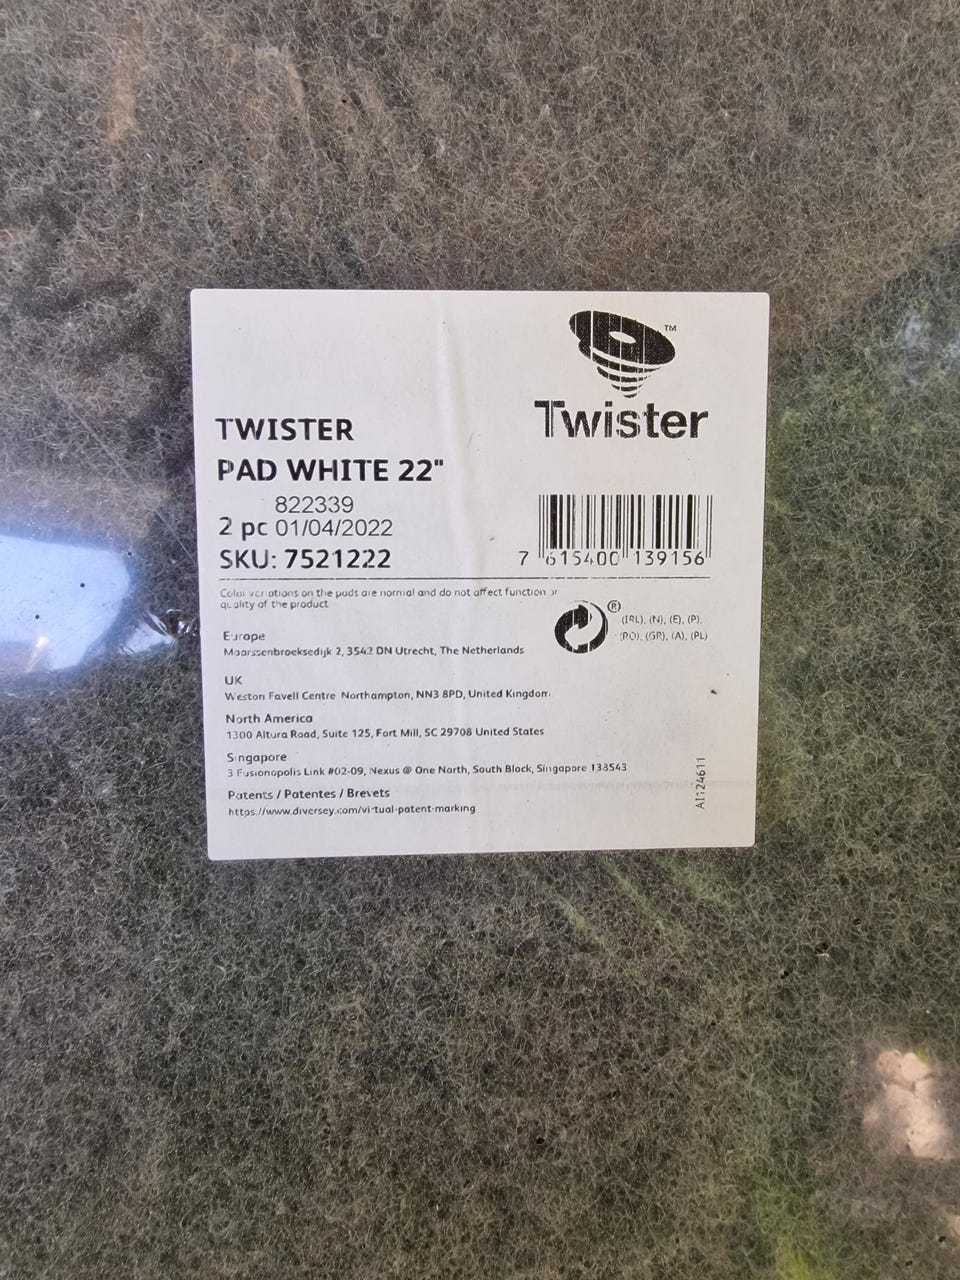 TM
Twister
TWISTER
PAD WHITE 22"
822339
2 pc 01/04/2022
SKU: 7521222
7 615400 139156
Color variations on the pads are normal and do not affect function or
quality of the product
® (IRL), (N), (E), (P),
(RO), (GR), (A), (PL)
Europe
Maarssenbroeksedijk 2, 3542 DN Utrecht, The Netherlands
UK
Weston Favell Centre Northampton, NN3 8PD, United Kingdom
North America
1300 Altura Road, Suite 125, Fort Mill, SC 29708 United States
Singapore
3 Fusionopolis Link #02-09, Nexus @ One North, South Block, Singapore 138543
Patents / Patentes / Brevets
https://www.diversey.com/virtual-patent-marking
AI124611